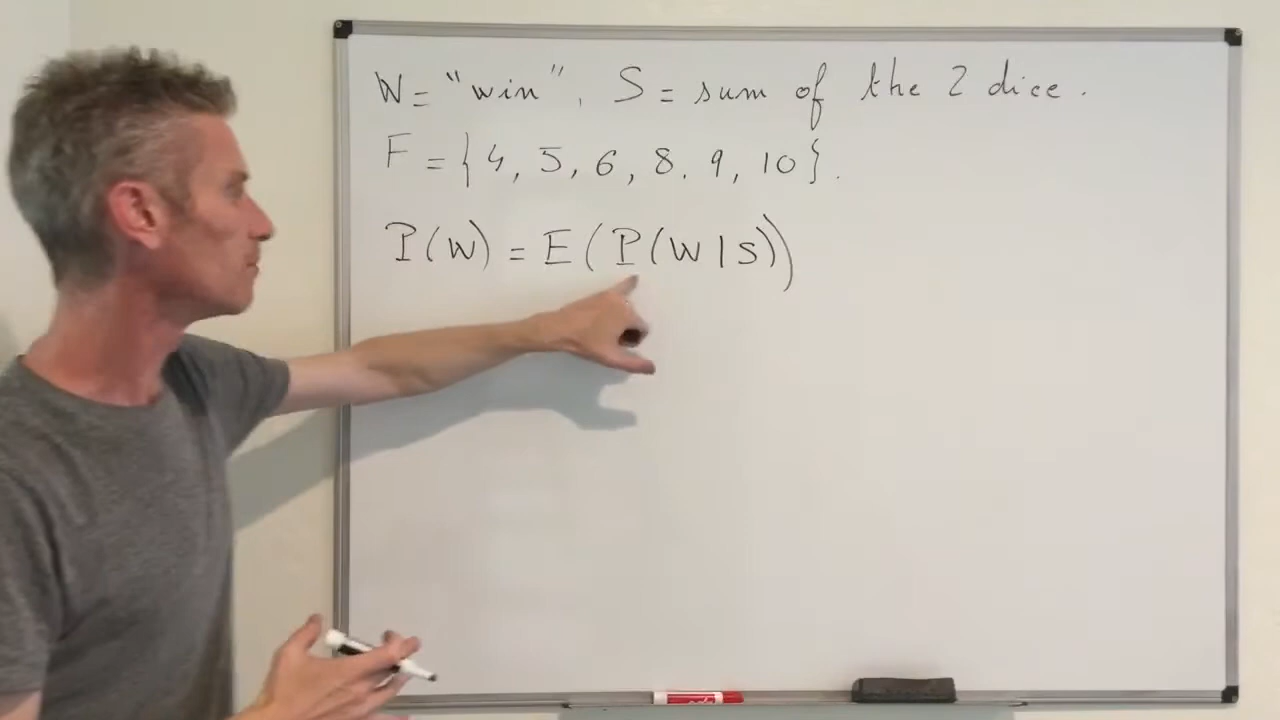 W = "win", S = sum of the 2 dice.
F = {4, 5, 6, 8, 9, 10}.
P(W) = E(P(W|S))